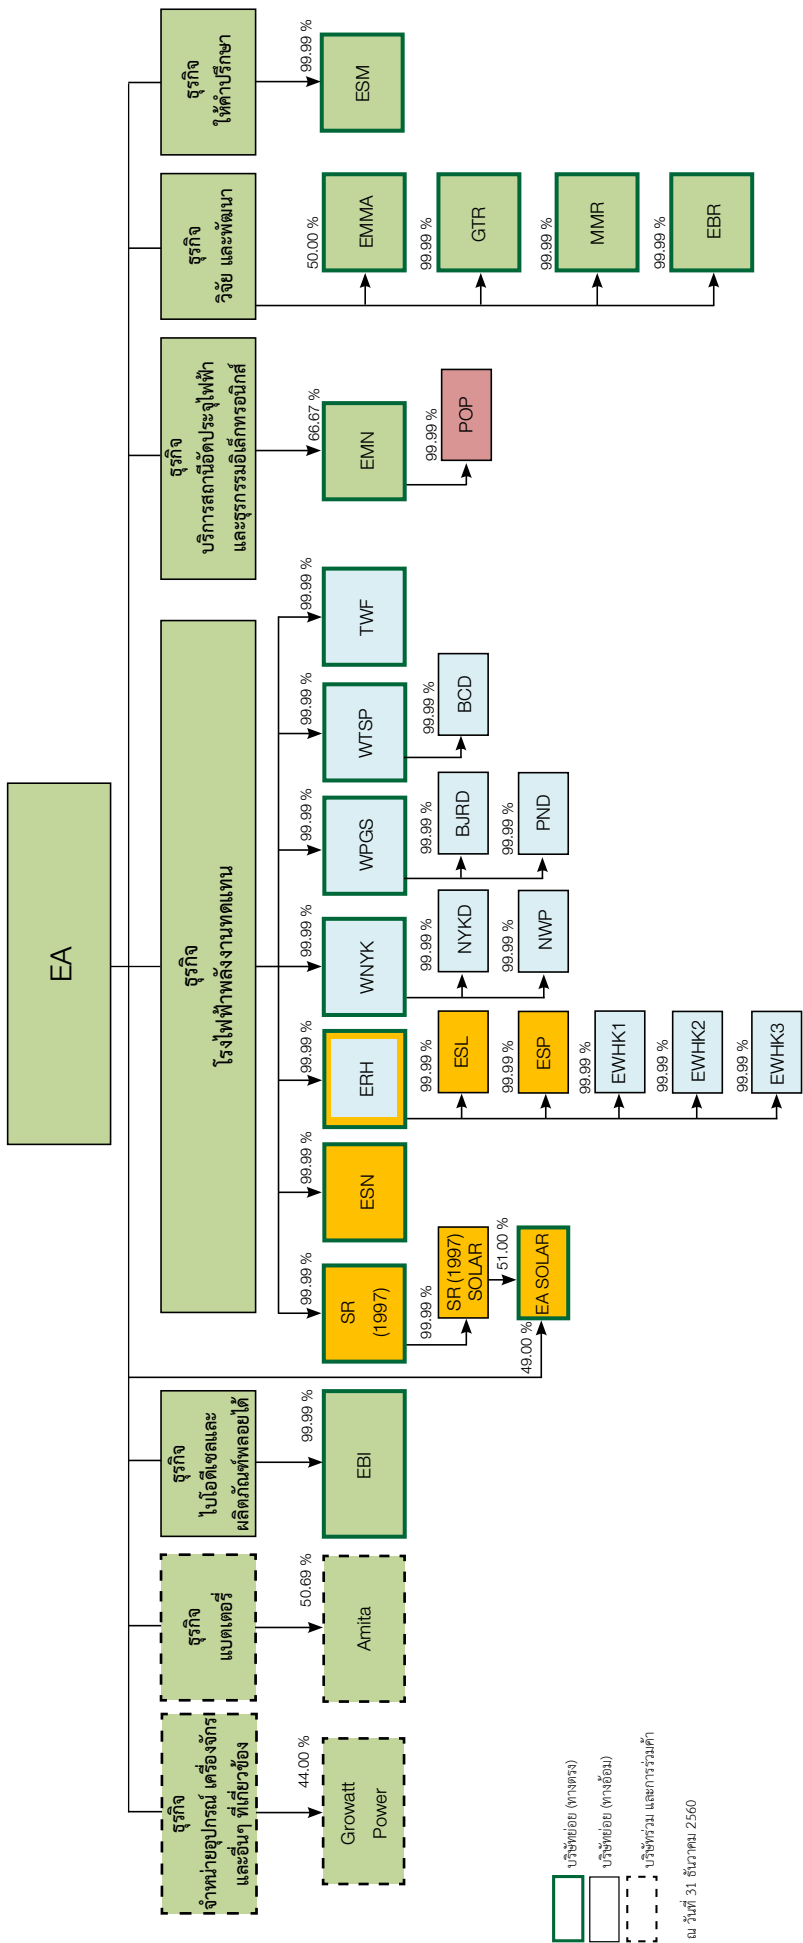 EA
ธุรกิจ
จำหน่ายอุปกรณ์ เครื่องจักร
และอื่นๆ ที่เกี่ยวข้อง
44.00 %
Growatt
Power
ธุรกิจ
แบตเตอรี่
50.69 %
Amita
ธุรกิจ
ไบโอดีเซลและ
ผลิตภัณฑ์พลอยได้
99.99 %
EBI
ธุรกิจ
โรงไฟฟ้าพลังงานทดแทน
99.99 %
SR
(1997)
99.99 %
SR (1997)
SOLAR
51.00 %
49.00 %
EA SOLAR
99.99 %
ESN
99.99 %
ERH
99.99 %
ESL
99.99 %
ESP
99.99 %
EWHK1
99.99 %
EWHK2
99.99 %
EWHK3
99.99 %
WNYK
99.99 %
NYKD
99.99 %
NWP
99.99 %
WPGS
99.99 %
BJRD
99.99 %
PND
99.99 %
WTSP
99.99 %
BCD
99.99 %
TWF
ธุรกิจ
บริการสถานีอัดประจุไฟฟ้า
และธุรกรรมอิเล็กทรอนิกส์
66.67 %
EMN
99.99 %
POP
ธุรกิจ
วิจัย และพัฒนา
50.00 %
EMMA
99.99 %
GTR
99.99 %
MMR
99.99 %
EBR
ธุรกิจ
ให้คำปรึกษา
99.99 %
ESM
บริษัทย่อย (ทางตรง)
บริษัทย่อย (ทางอ้อม)
บริษัทร่วม และการร่วมค้า
ณ วันที่ 31 ธันวาคม 2560